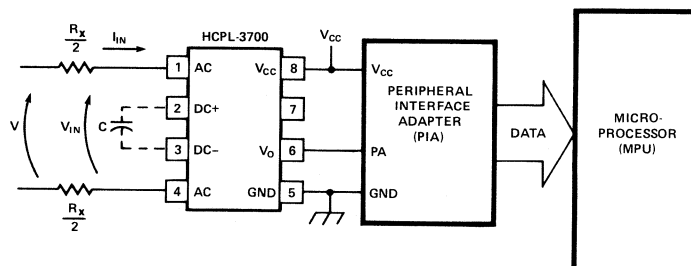 Rx
2
IIN
V
VIN
C
Rx
2
HCPL-3700
1 AC
2 DC+
3 DC–
4 AC
VCC 8
7
VO 6
GND 5
VCC
VCC
PERIPHERAL
INTERFACE
ADAPTER
(PIA)
PA
GND
DATA
MICRO-
PROCESSOR
(MPU)